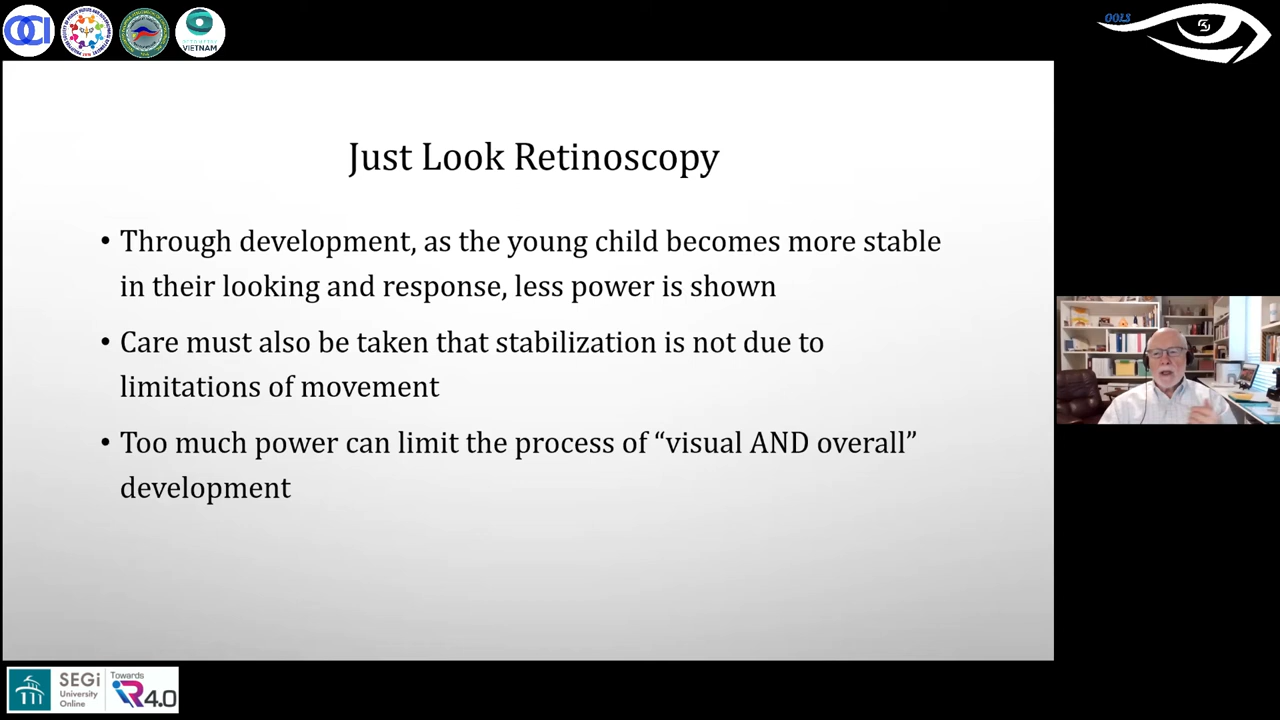 OCI
VIETNAM
OOLS
Just Look Retinoscopy
• Through development, as the young child becomes more stable
in their looking and response, less power is shown
• Care must also be taken that stabilization is not due to
limitations of movement
• Too much power can limit the process of “visual AND overall”
development
SEGi
University
Online
Towards
iR4.0